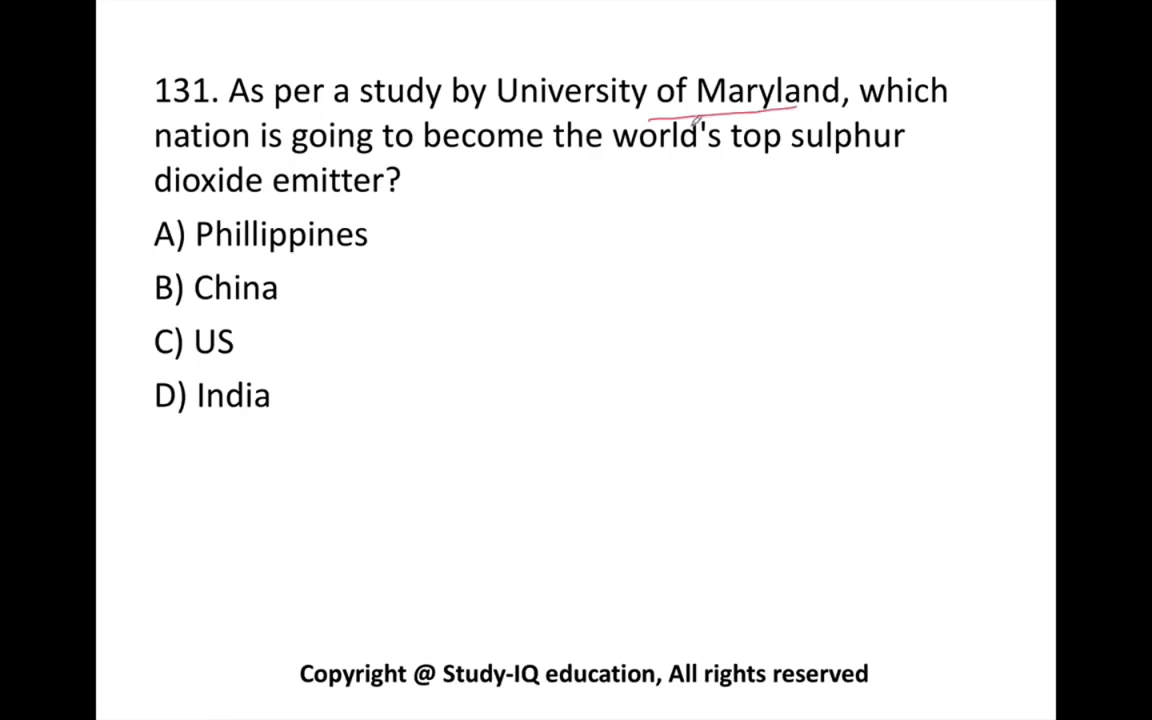 131. As per a study by University of Maryland, which
nation is going to become the world's top sulphur
dioxide emitter?
A) Phillippines
B) China
C) US
D) India
Copyright @ Study-IQ education, All rights reserved